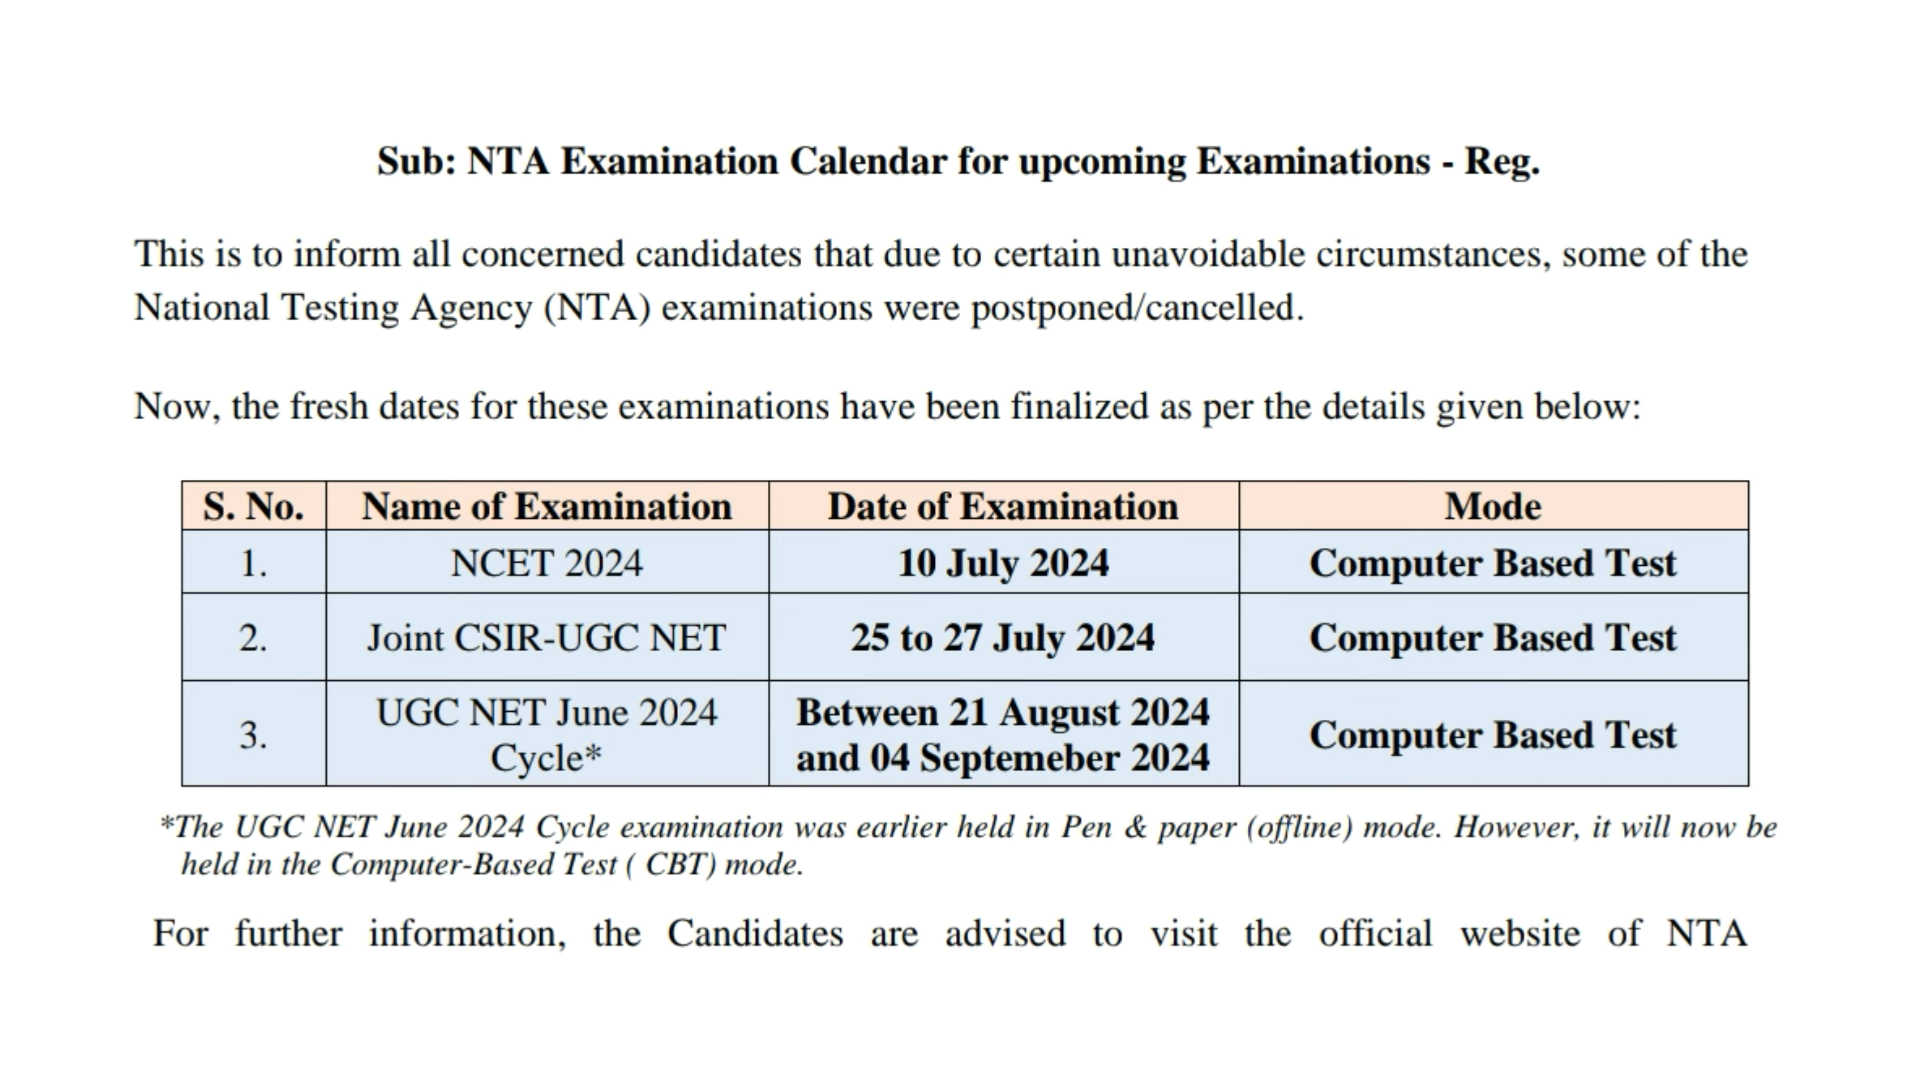 Sub: NTA Examination Calendar for upcoming Examinations - Reg.
This is to inform all concerned candidates that due to certain unavoidable circumstances, some of the
National Testing Agency (NTA) examinations were postponed/cancelled.
Now, the fresh dates for these examinations have been finalized as per the details given below:
S. No. Name of Examination Date of Examination Mode
1. NCET 2024 10 July 2024 Computer Based Test
2. Joint CSIR-UGC NET 25 to 27 July 2024 Computer Based Test
3. UGC NET June 2024 Cycle* Between 21 August 2024 and 04 Septemeber 2024 Computer Based Test
*The UGC NET June 2024 Cycle examination was earlier held in Pen & paper (offline) mode. However, it will now be
held in the Computer-Based Test ( CBT) mode.
For further information, the Candidates are advised to visit the official website of NTA